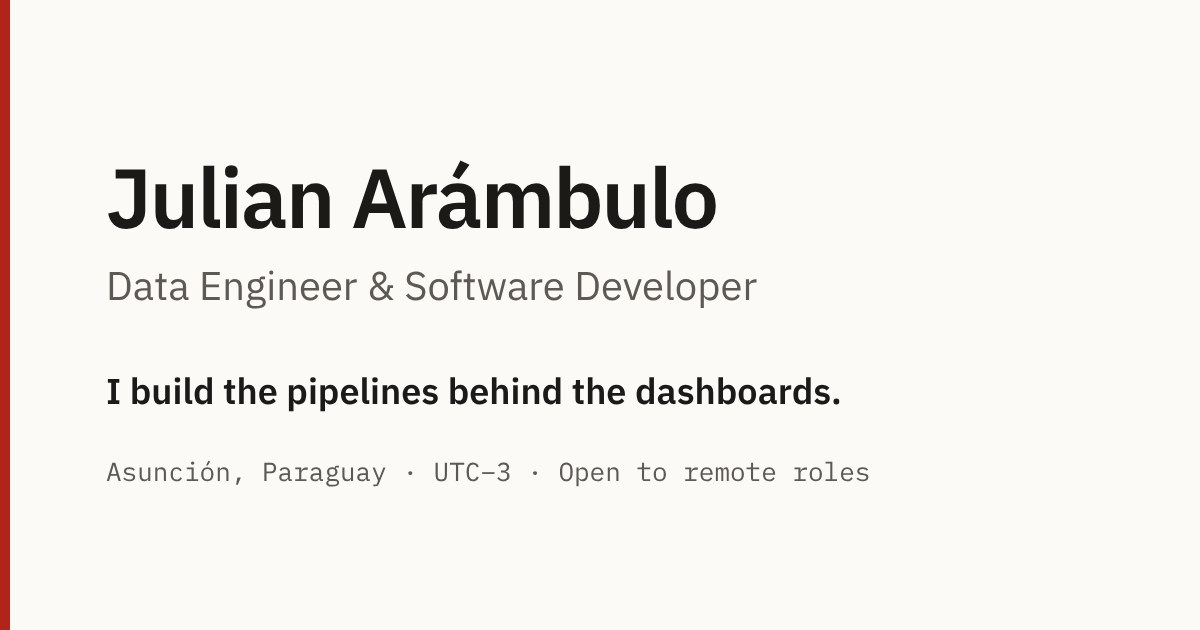 Julian Arámbulo
Data Engineer & Software Developer
I build the pipelines behind the dashboards.
Asunción, Paraguay · UTC−3 · Open to remote roles